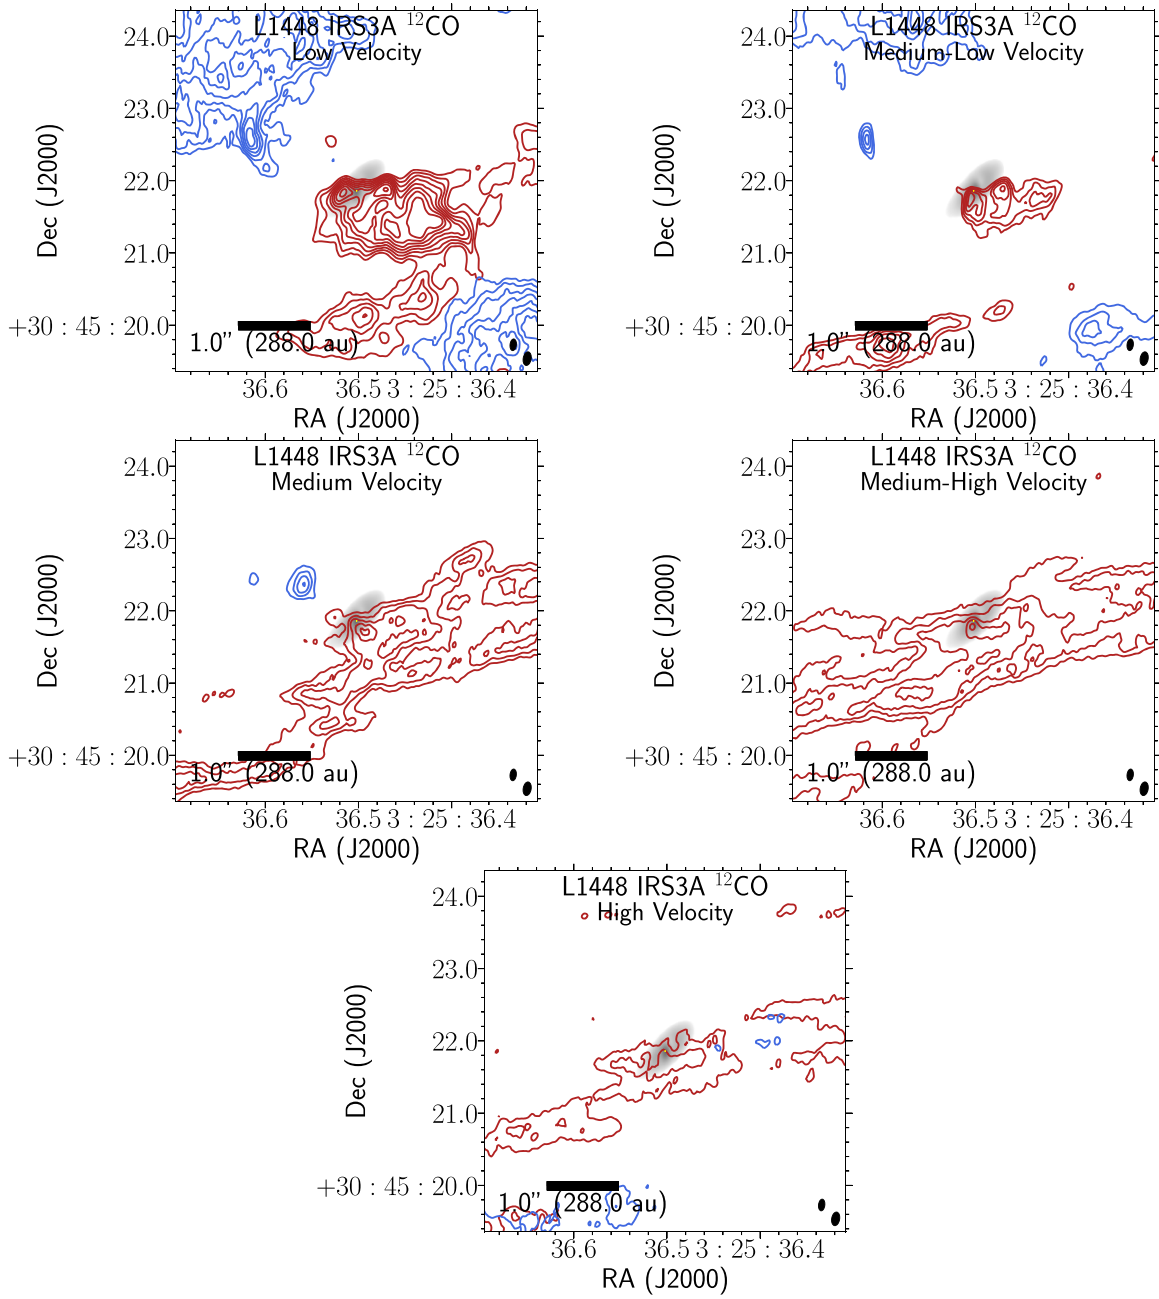 L1448 IRS3A ¹²CO
Low Velocity
24.0
23.0
22.0
21.0
+30 : 45 : 20.0
Dec (J2000)
1.0" (288.0 au)
36.6
36.5
3 : 25 : 36.4
RA (J2000)
L1448 IRS3A ¹²CO
Medium-Low Velocity
24.0
23.0
22.0
21.0
+30 : 45 : 20.0
Dec (J2000)
1.0" (288.0 au)
36.6
36.5
3 : 25 : 36.4
RA (J2000)
L1448 IRS3A ¹²CO
Medium Velocity
24.0
23.0
22.0
21.0
+30 : 45 : 20.0
Dec (J2000)
1.0" (288.0 au)
36.6
36.5
3 : 25 : 36.4
RA (J2000)
L1448 IRS3A ¹²CO
Medium-High Velocity
24.0
23.0
22.0
21.0
+30 : 45 : 20.0
Dec (J2000)
1.0" (288.0 au)
36.6
36.5
3 : 25 : 36.4
RA (J2000)
L1448 IRS3A ¹²CO
High Velocity
24.0
23.0
22.0
21.0
+30 : 45 : 20.0
Dec (J2000)
1.0" (288.0 au)
36.6
36.5
3 : 25 : 36.4
RA (J2000)